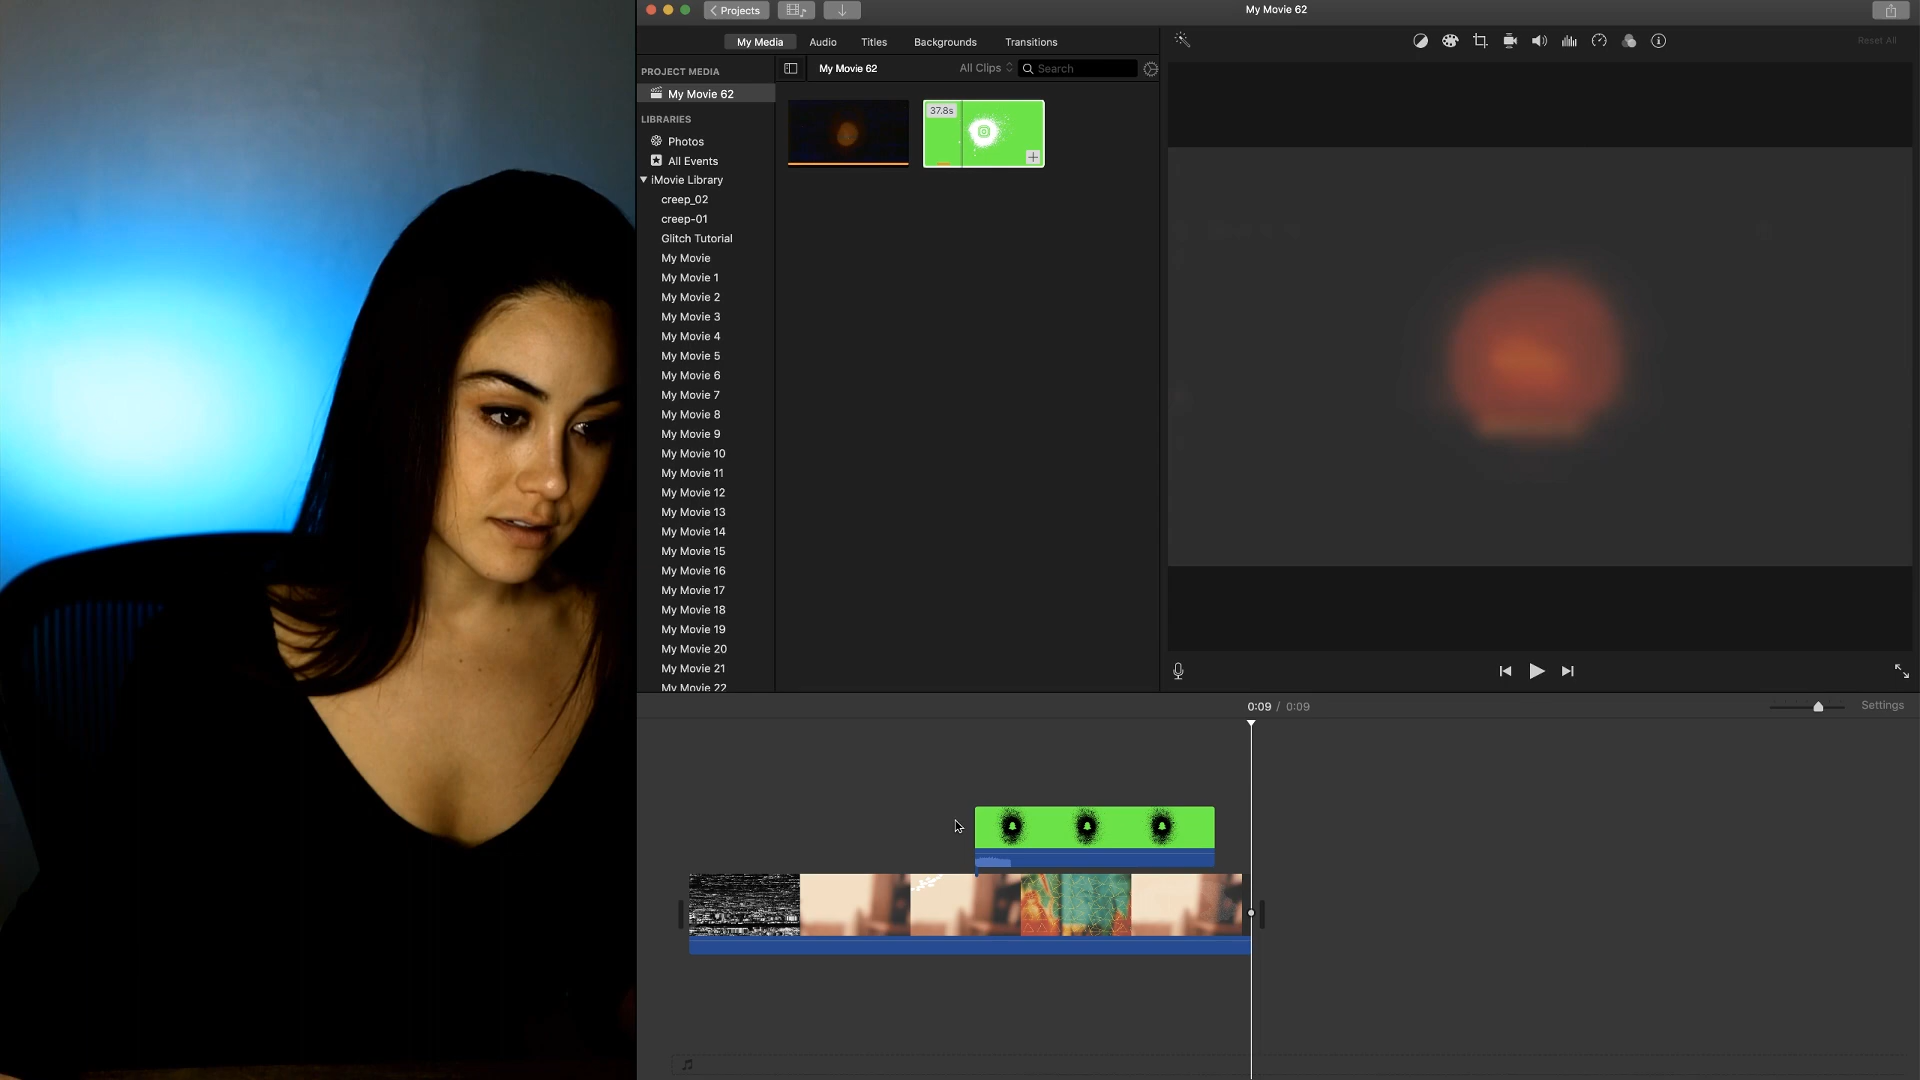 Projects
My Movie 62
My Media
Audio
Titles
Backgrounds
Transitions
Reset All
PROJECT MEDIA
My Movie 62
LIBRARIES
Photos
All Events
iMovie Library
creep_02
creep-01
Glitch Tutorial
My Movie
My Movie 1
My Movie 2
My Movie 3
My Movie 4
My Movie 5
My Movie 6
My Movie 7
My Movie 8
My Movie 9
My Movie 10
My Movie 11
My Movie 12
My Movie 13
My Movie 14
My Movie 15
My Movie 16
My Movie 17
My Movie 18
My Movie 19
My Movie 20
My Movie 21
My Movie 22
My Movie 62
All Clips
Search
37.8s
0:09 / 0:09
Settings